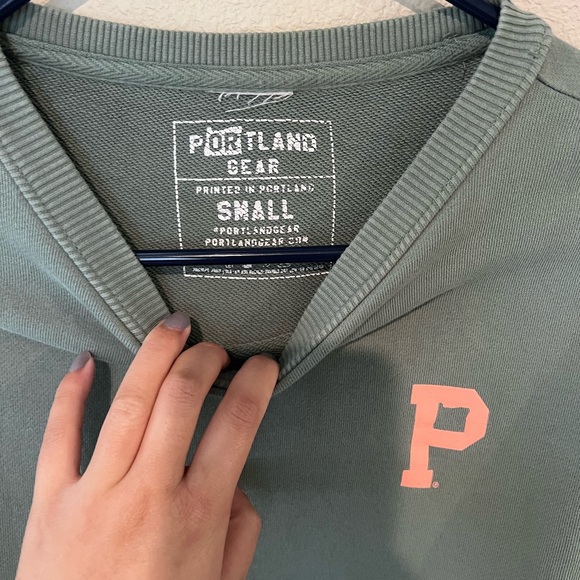 PORTLAND
GEAR
PRINTED IN PORTLAND
SMALL
#PORTLANDGEAR
PORTLANDGEAR.COM
P
®